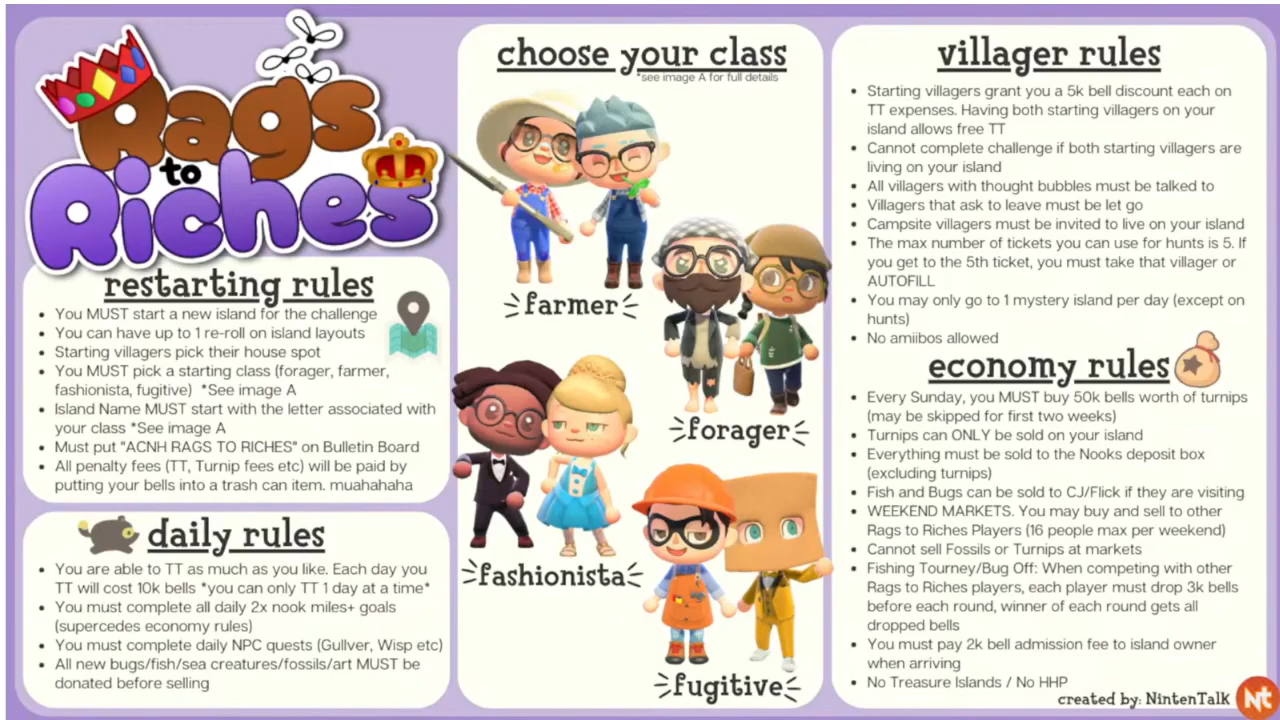 Rags
to
Riches
restarting rules
• You MUST start a new island for the challenge
• You can have up to 1 re-roll on island layouts
• Starting villagers pick their house spot
• You MUST pick a starting class (forager, farmer,
fashionista, fugitive) *See image A
• Island Name MUST start with the letter associated with
your class *See image A
• Must put "ACNH RAGS TO RICHES" on Bulletin Board
• All penalty fees (TT, Turnip fees etc) will be paid by
putting your bells into a trash can item. muahahaha
daily rules
• You are able to TT as much as you like. Each day you
TT will cost 10k bells *you can only TT 1 day at a time*
• You must complete all daily 2x nook miles+ goals
(supercedes economy rules)
• You must complete daily NPC quests (Gullver, Wisp etc)
• All new bugs/fish/sea creatures/fossils/art MUST be
donated before selling
choose your class
*see image A for full details
farmer
forager
fashionista
fugitive
villager rules
• Starting villagers grant you a 5k bell discount each on
TT expenses. Having both starting villagers on your
island allows free TT
• Cannot complete challenge if both starting villagers are
living on your island
• All villagers with thought bubbles must be talked to
• Villagers that ask to leave must be let go
• Campsite villagers must be invited to live on your island
• The max number of tickets you can use for hunts is 5. If
you get to the 5th ticket, you must take that villager or
AUTOFILL
• You may only go to 1 mystery island per day (except on
hunts)
• No amiibos allowed
economy rules
• Every Sunday, you MUST buy 50k bells worth of turnips
(may be skipped for first two weeks)
• Turnips can ONLY be sold on your island
• Everything must be sold to the Nooks deposit box
(excluding turnips)
• Fish and Bugs can be sold to CJ/Flick if they are visiting
• WEEKEND MARKETS. You may buy and sell to other
Rags to Riches Players (16 people max per weekend)
• Cannot sell Fossils or Turnips at markets
• Fishing Tourney/Bug Off: When competing with other
Rags to Riches players, each player must drop 3k bells
before each round, winner of each round gets all
dropped bells
• You must pay 2k bell admission fee to island owner
when arriving
• No Treasure Islands / No HHP
created by: NintenTalk
Nt